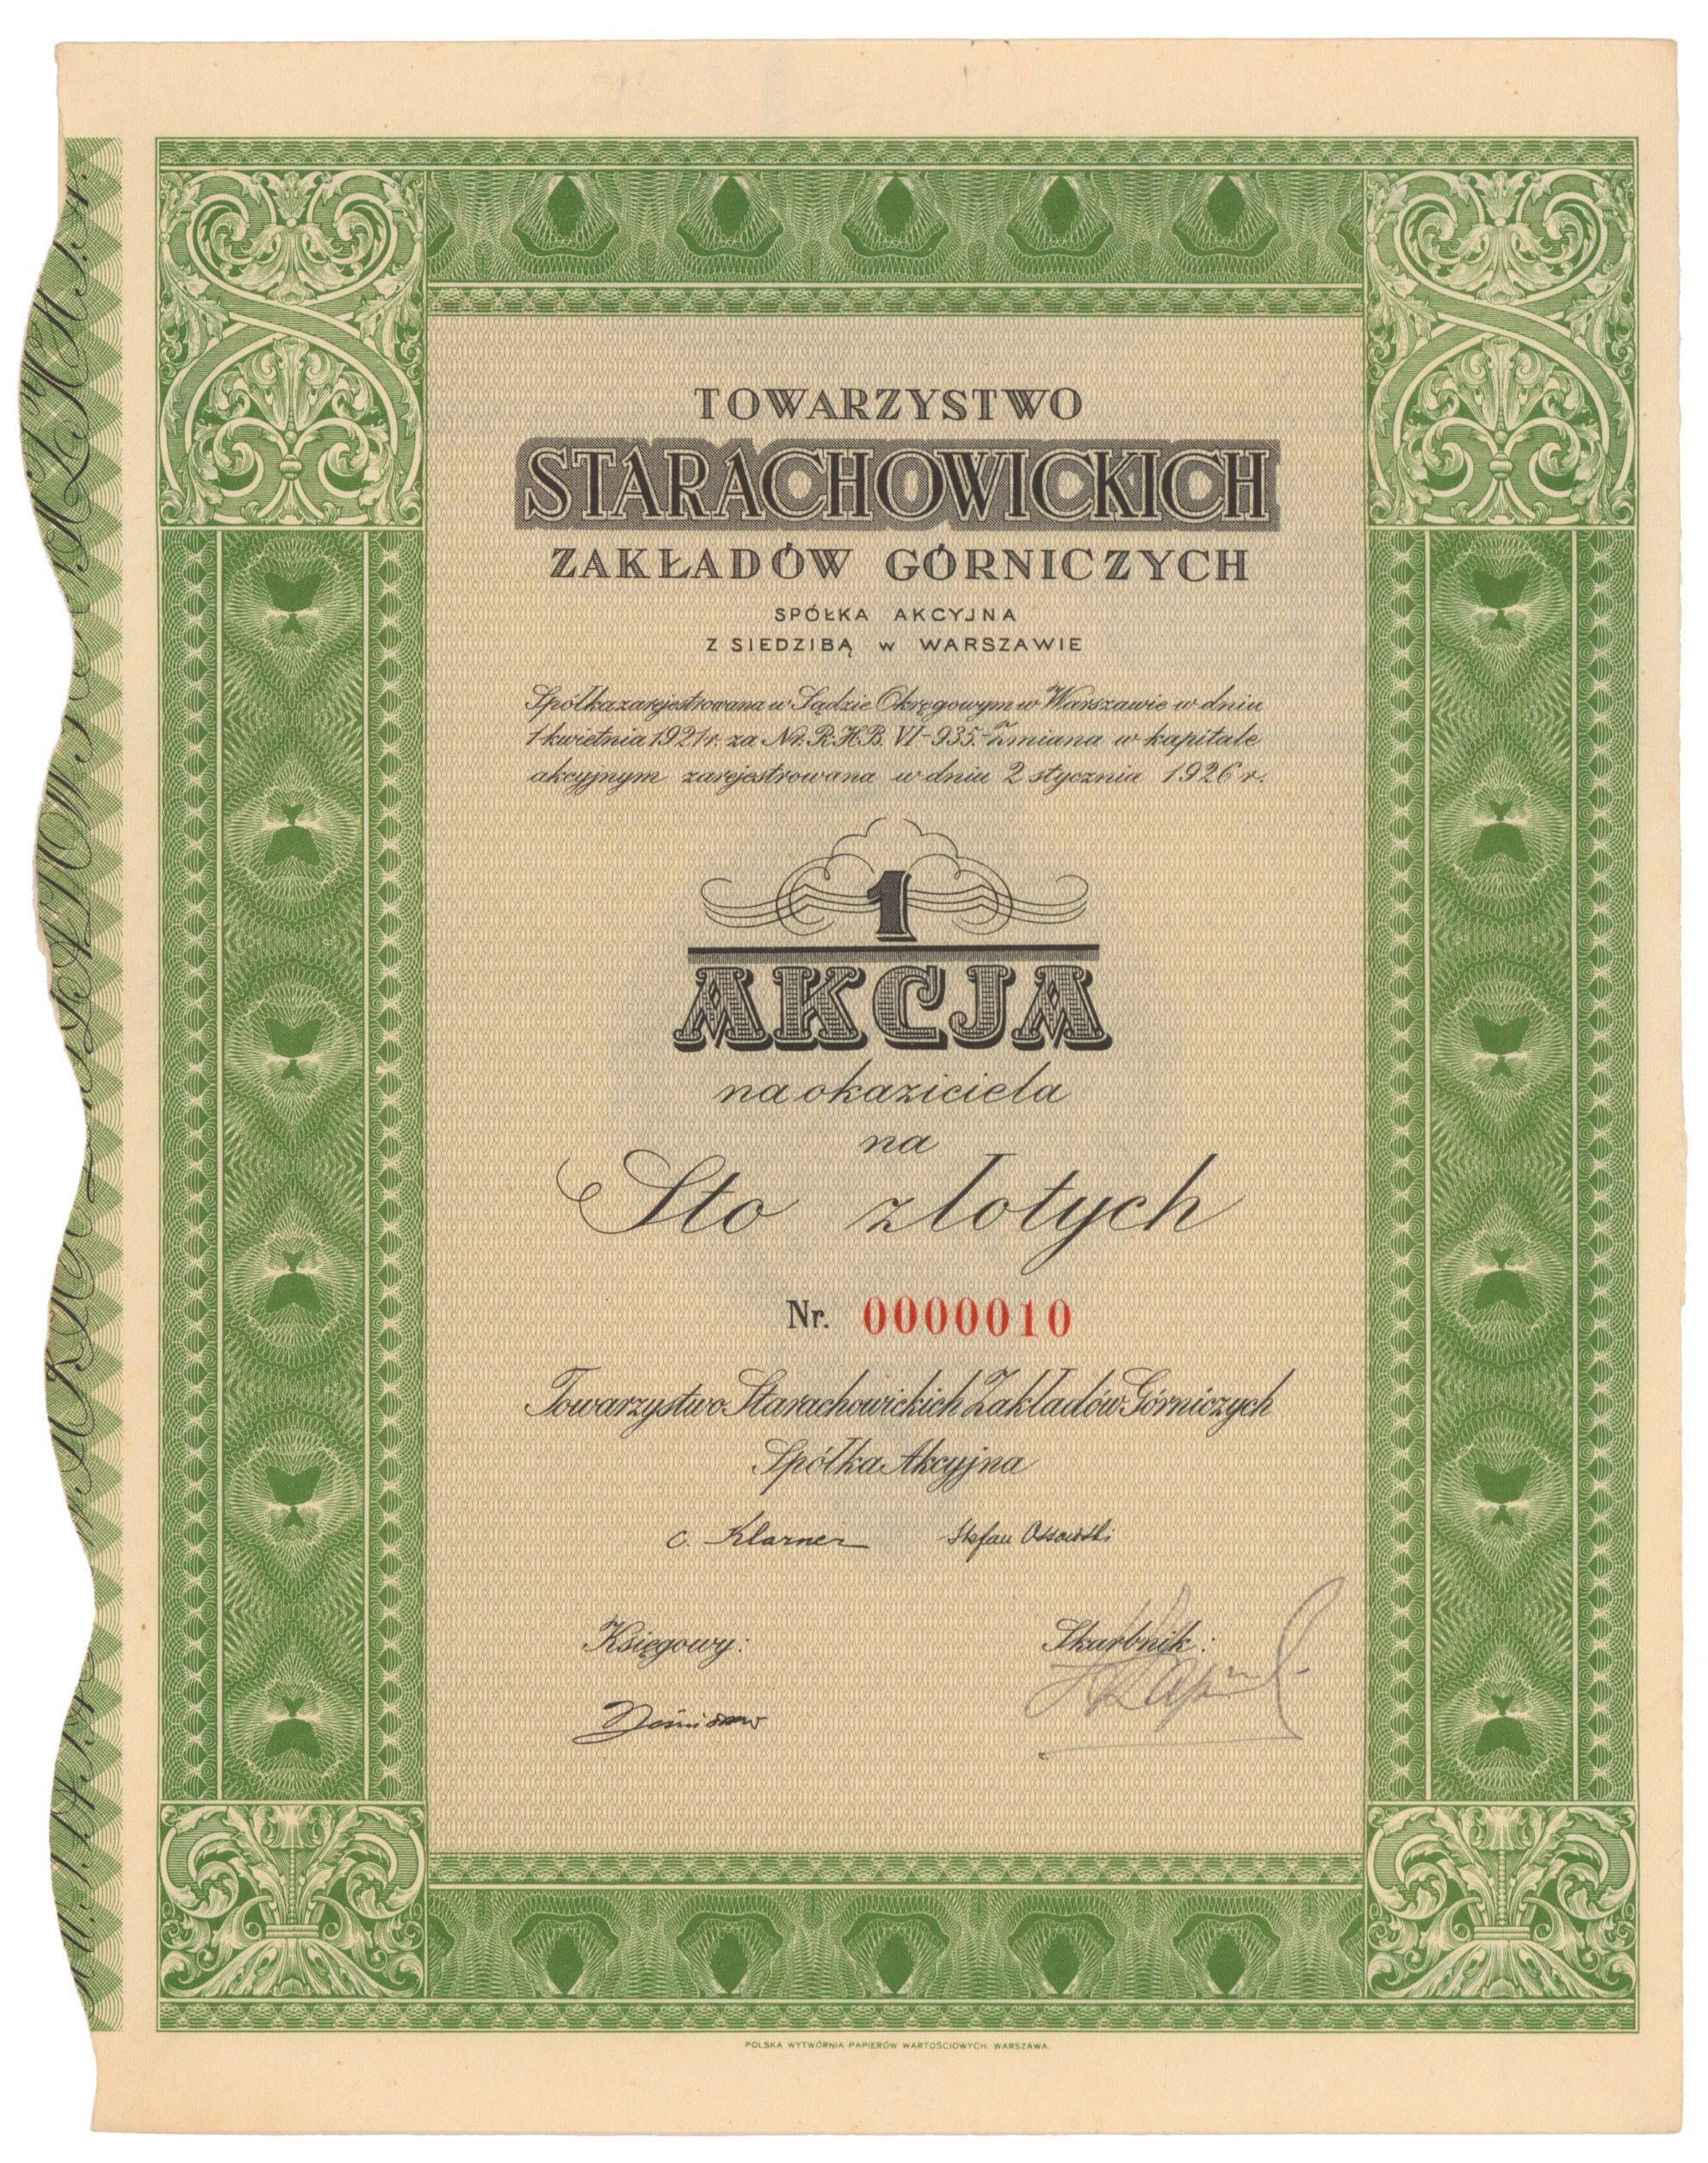 TOWARZYSTWO
STARACHOWICKICH
ZAKŁADÓW GÓRNICZYCH
SPÓŁKA AKCYJNA
Z SIEDZIBĄ w WARSZAWIE
Spółka zarejestrowana w Sądzie Okręgowym w Warszawie w dniu
1 kwietnia 1921 r. za Nr. R.H.B. VI-935.-Zmiana w kapitale
akcyjnym zarejestrowana w dniu 2 stycznia 1926 r.
1
AKCJA
na okaziciela
na
Sto złotych
Nr. 0000010
Towarzystwo Starachowickich Zakładów Górniczych
Spółka Akcyjna
C. Klarner Stefan Ossowski
Księgowy: Skarbnik:
POLSKA WYTWÓRNIA PAPIERÓW WARTOŚCIOWYCH. WARSZAWA.